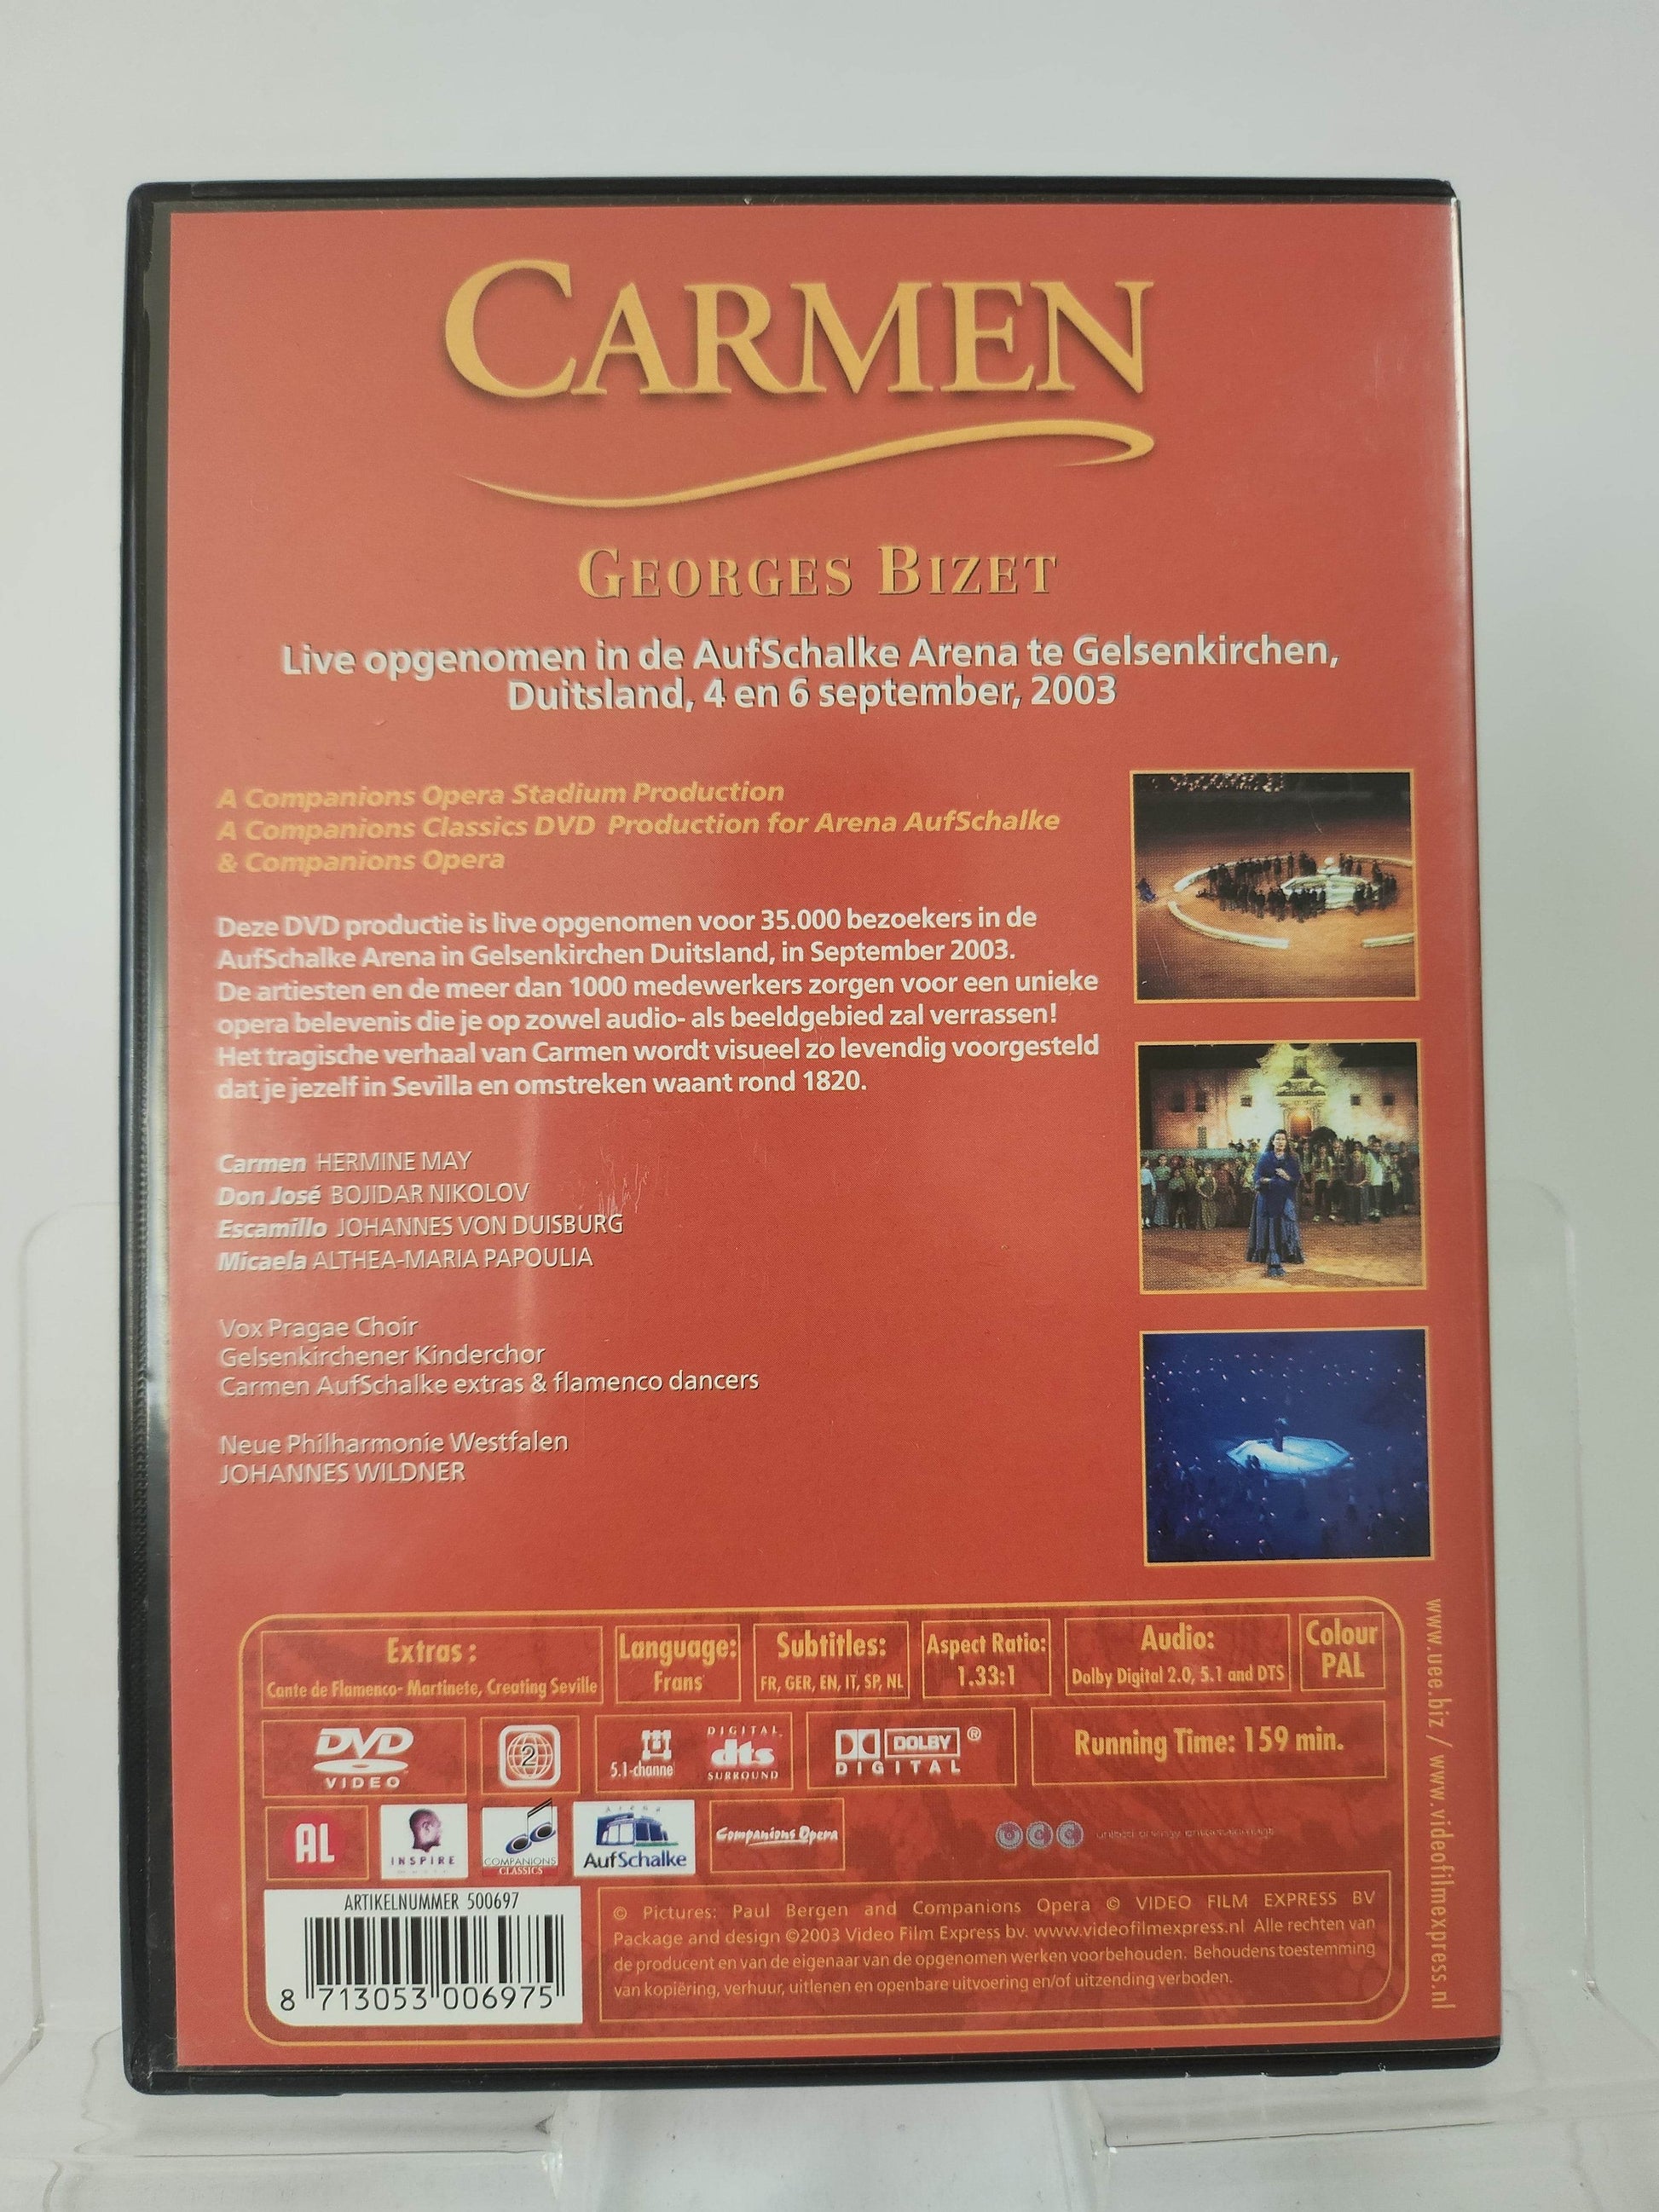 CARMEN
GEORGES BIZET
Live opgenomen in de AufSchalke Arena te Gelsenkirchen,
Duitsland, 4 en 6 september, 2003
A Companions Opera Stadium Production
A Companions Classics DVD Production for Arena AufSchalke
& Companions Opera
Deze DVD productie is live opgenomen voor 35.000 bezoekers in de
AufSchalke Arena in Gelsenkirchen Duitsland, in September 2003.
De artiesten en de meer dan 1000 medewerkers zorgen voor een unieke
opera belevenis die je op zowel audio- als beeldgebied zal verrassen!
Het tragische verhaal van Carmen wordt visueel zo levendig voorgesteld
dat je jezelf in Sevilla en omstreken waant rond 1820.
Carmen HERMINE MAY
Don José BOJIDAR NIKOLOV
Escamillo JOHANNES VON DUISBURG
Micaela ALTHEA-MARIA PAPOULIA
Vox Pragae Choir
Gelsenkirchener Kinderchor
Carmen AufSchalke extras & flamenco dancers
Neue Philharmonie Westfalen
JOHANNES WILDNER
Extras :
Cante de Flamenco- Martinete, Creating Seville
Language:
Frans
Subtitles:
FR, GER, EN, IT, SP, NL
Aspect Ratio:
1.33:1
Audio:
Dolby Digital 2.0, 5.1 and DTS
Colour
PAL
DVD
VIDEO
2
5.1-channe
DIGITAL
dts
SURROUND
DOLBY ®
DIGITAL
Running Time: 159 min.
AL
INSPIRE
COMPANIONS
CLASSICS
Arena
AufSchalke
Companions Opera
ARTIKELNUMMER 500697
8 713053 006975
© Pictures: Paul Bergen and Companions Opera © VIDEO FILM EXPRESS BV
Package and design ©2003 Video Film Express bv. www.videofilmexpress.nl Alle rechten van
de producent en van de eigenaar van de opgenomen werken voorbehouden. Behoudens toestemming
van kopiëring, verhuur, uitlenen en openbare uitvoering en/of uitzending verboden.
www.uee.biz / www.videofilmexpress.nl